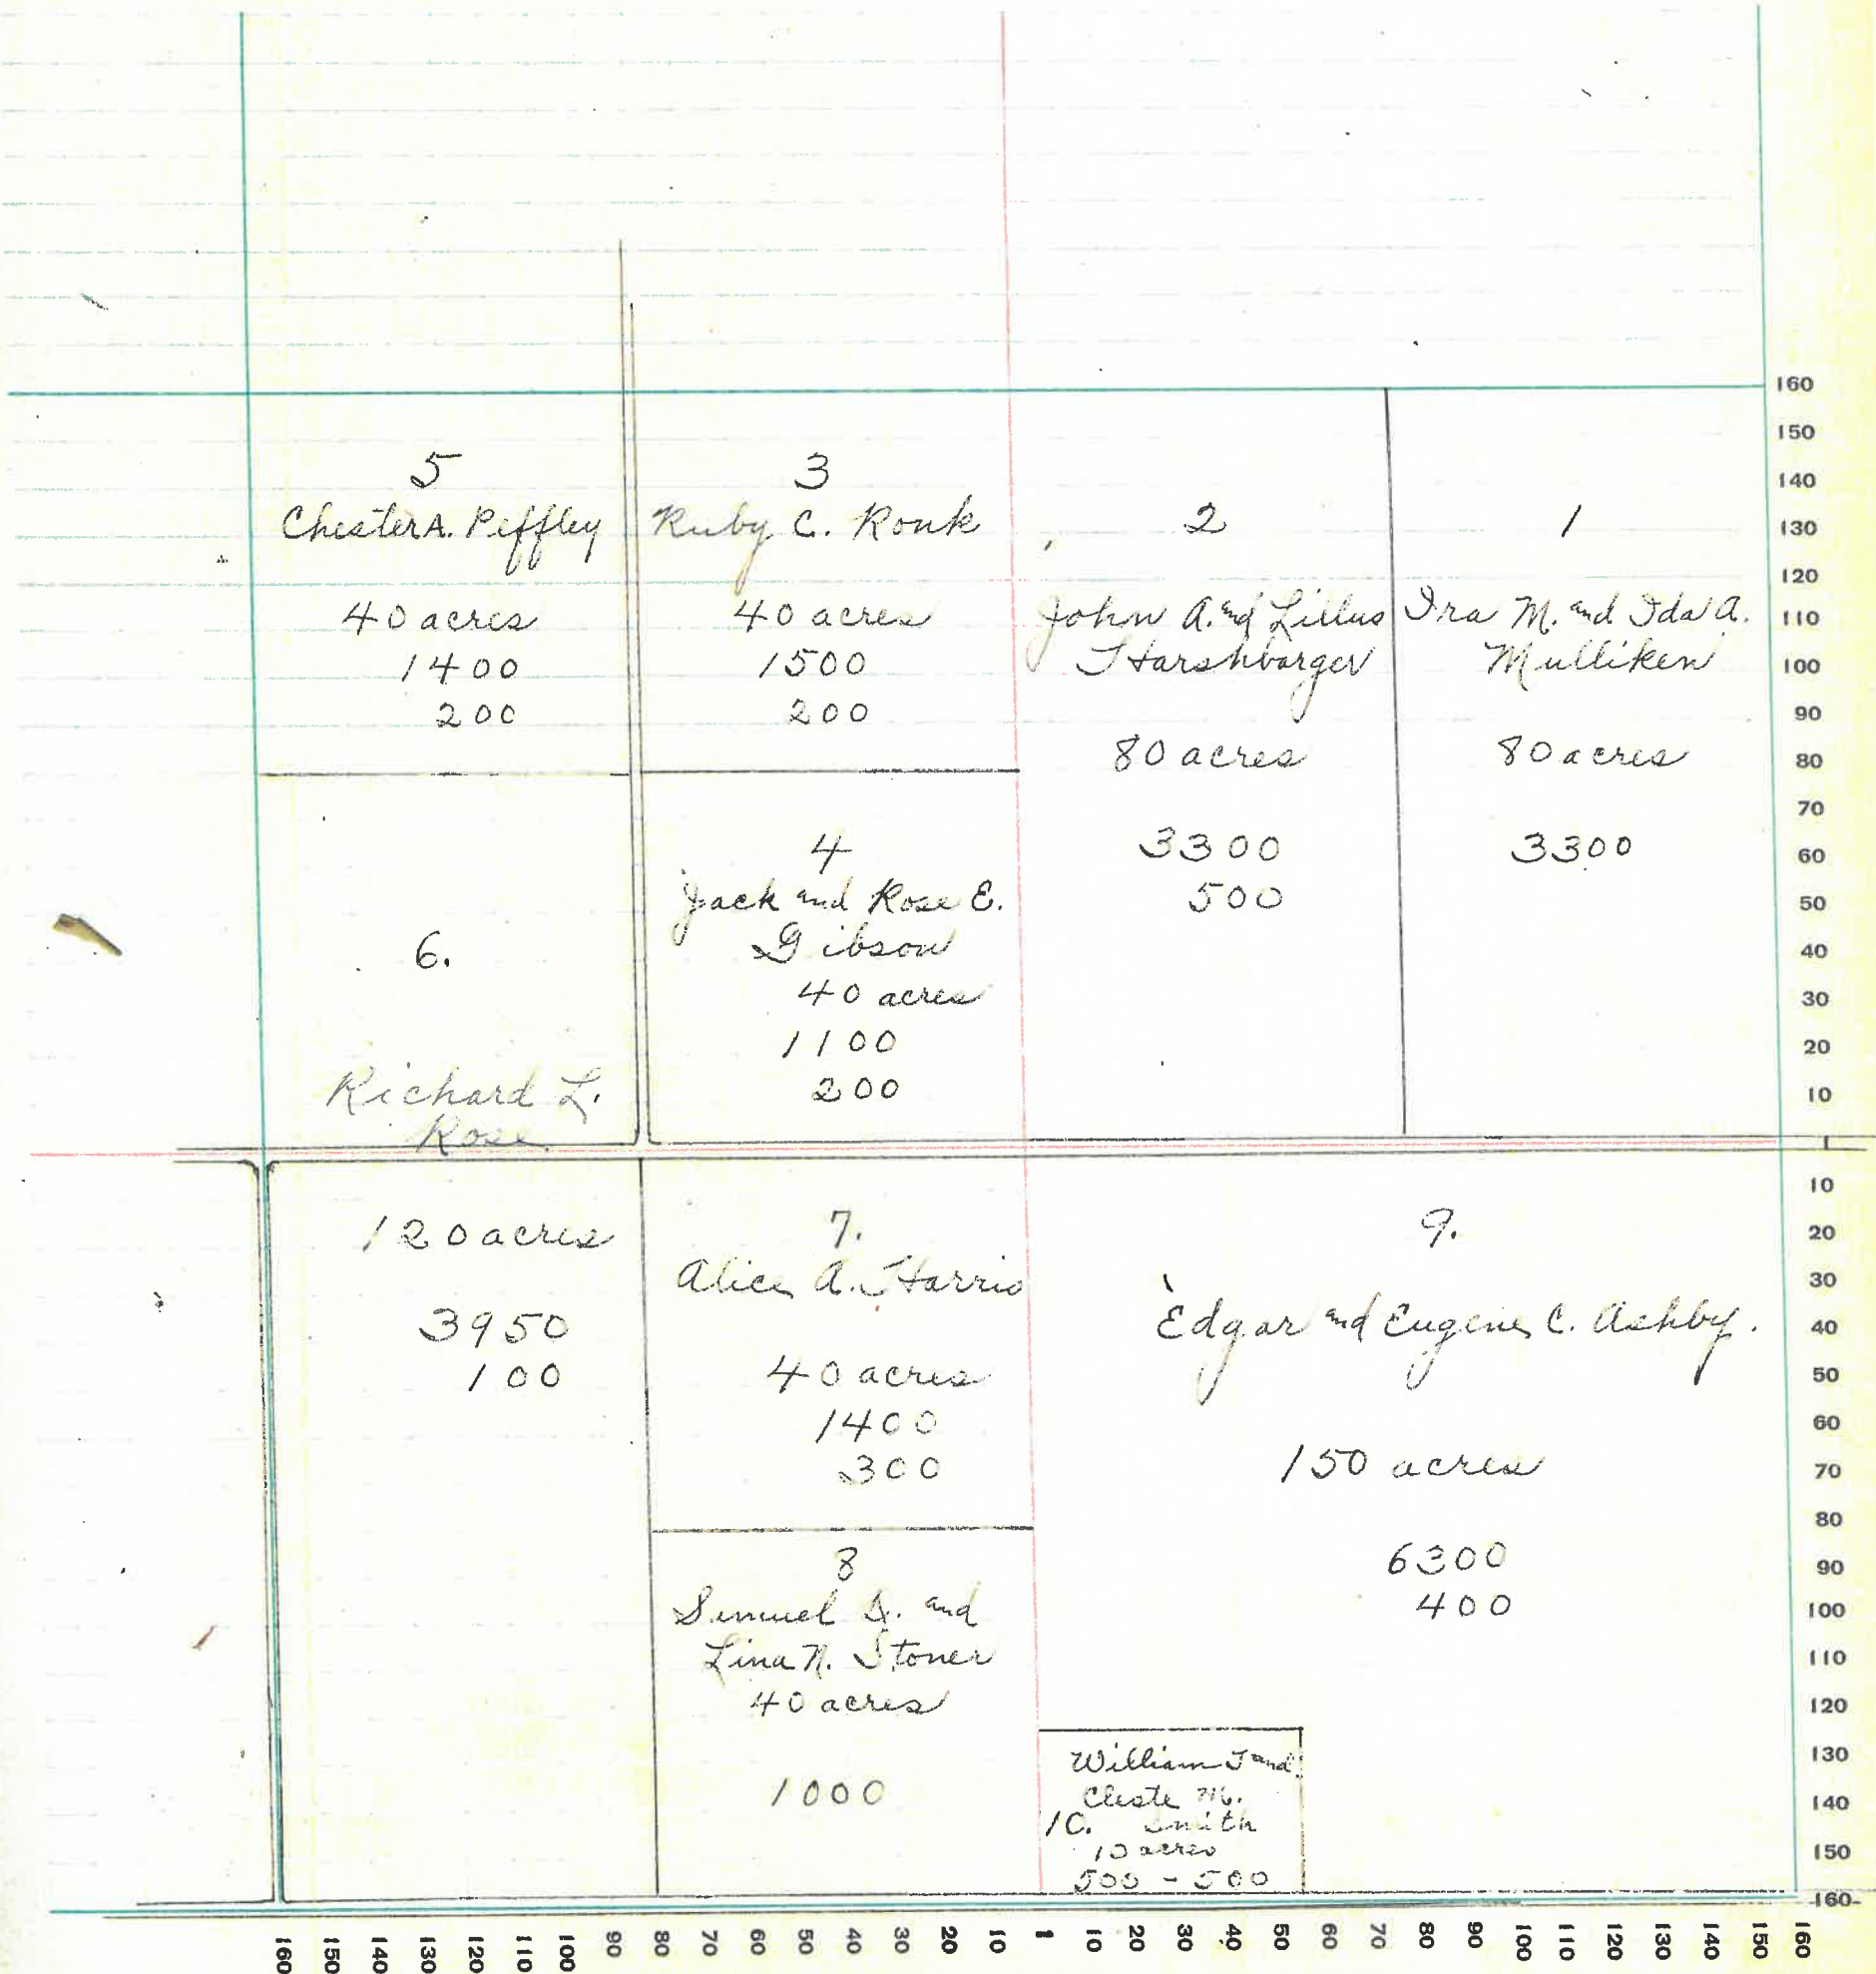 5
Chester A. Peffley
40 acres
1400
200
3
Ruby C. Ronk
40 acres
1500
200
2
John A. and Lillus
Harshbarger
80 acres
3300
500
1
Ira M. and Ida A.
Mulliken
80 acres
3300
6.
Richard L.
Rose
120 acres
3950
100
4
Jack and Rose E.
Gibson
40 acres
1100
200
7.
Alice A. Harris
40 acres
1400
300
8
Simuel D. and
Lina N. Stoner
40 acres
1000
9.
Edgar and Eugene C. Ashby.
150 acres
6300
400
William J and
Cleste M.
10. Smith
10 acres
500 - 500
160
150
140
130
120
110
100
90
80
70
60
50
40
30
20
10
1
10
20
30
40
50
60
70
80
90
100
110
120
130
140
150
160
160 150 140 130 120 110 100 90 80 70 60 50 40 30 20 10 1 10 20 30 40 50 60 70 80 90 100 110 120 130 140 150 160